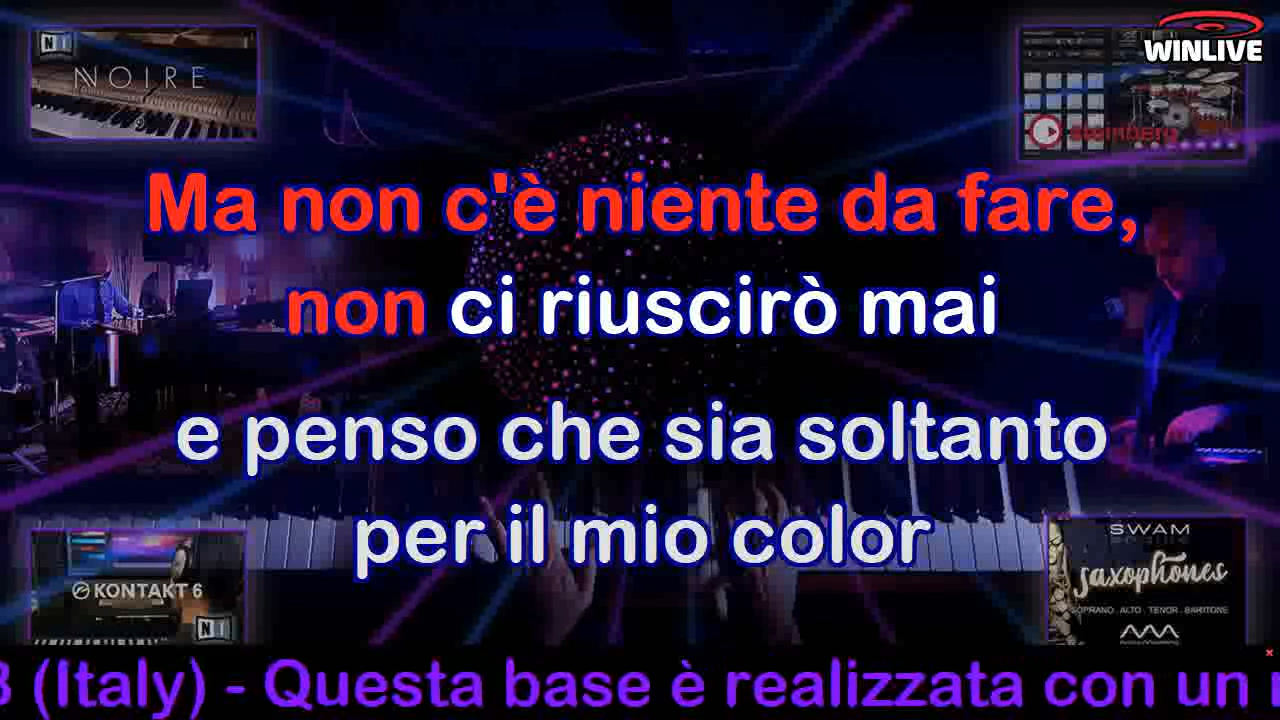 NOIRE
WINLIVE
steinberg
Ma non c'è niente da fare,
non ci riuscirò mai
e penso che sia soltanto
per il mio color
KONTAKT 6
SWAM
saxophones
SOPRANO . ALTO . TENOR . BARITONE
(Italy) - Questa base è realizzata con un